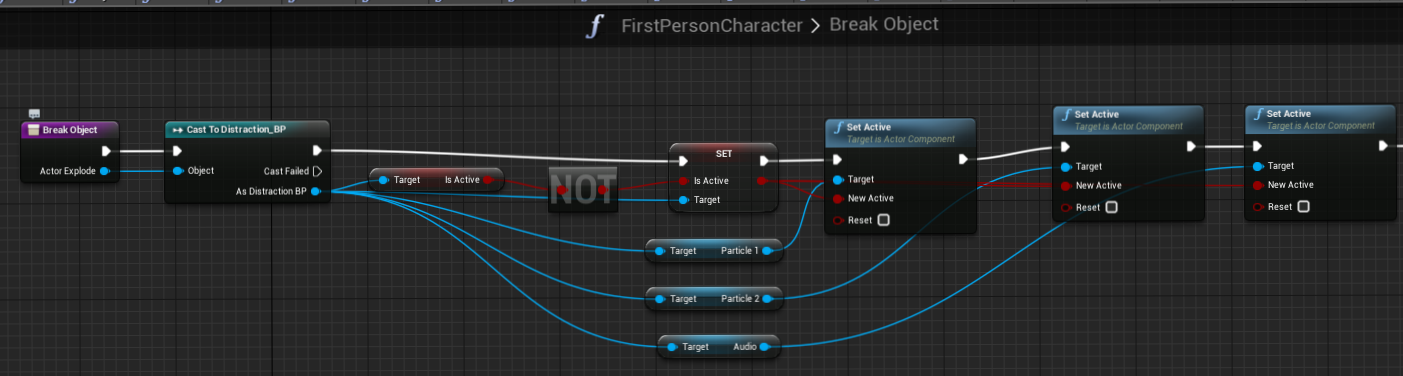 f FirstPersonCharacter > Break Object
Break Object
Actor Explode
Cast To Distraction_BP
Object
Cast Failed
As Distraction BP
Target Is Active
NOT
SET
Is Active
Target
Target Particle 1
Target Particle 2
Target Audio
f Set Active
Target is Actor Component
Target
New Active
Reset
f Set Active
Target is Actor Component
Target
New Active
Reset
f Set Active
Target is Actor Component
Target
New Active
Reset